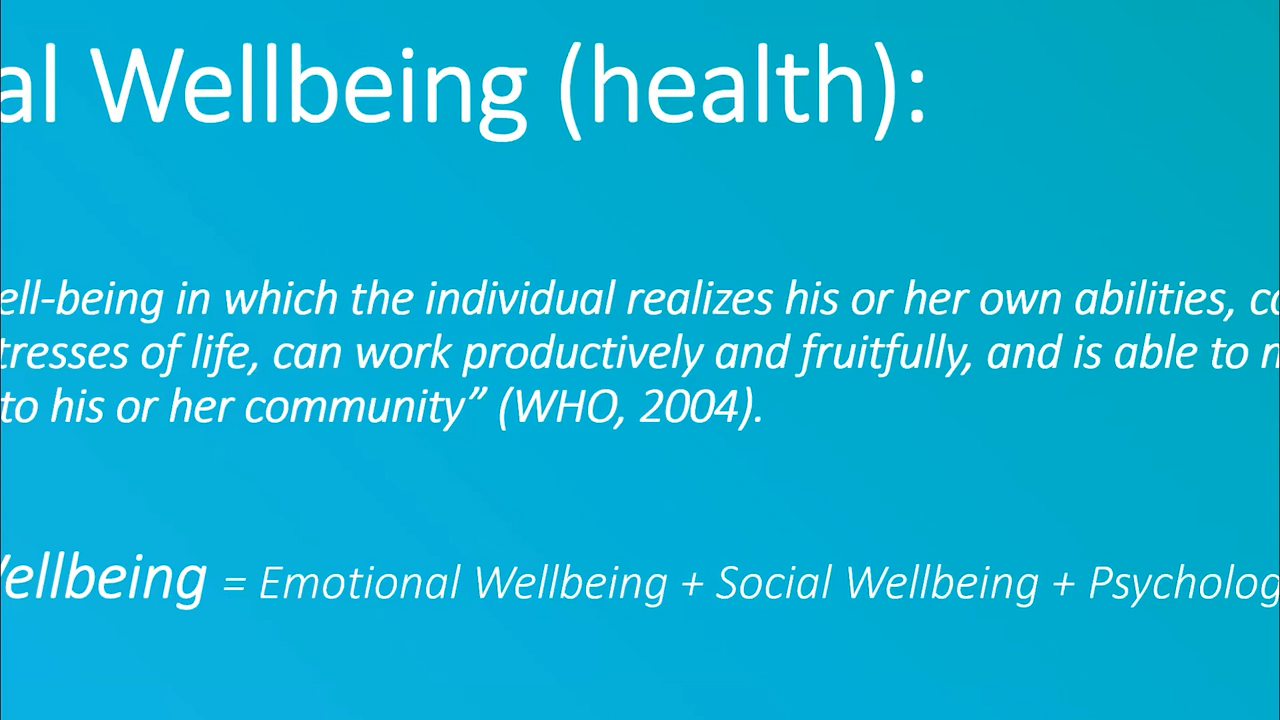 al Wellbeing (health):
ell-being in which the individual realizes his or her own abilities, co
tresses of life, can work productively and fruitfully, and is able to
to his or her community” (WHO, 2004).
Wellbeing = Emotional Wellbeing + Social Wellbeing + Psycholog